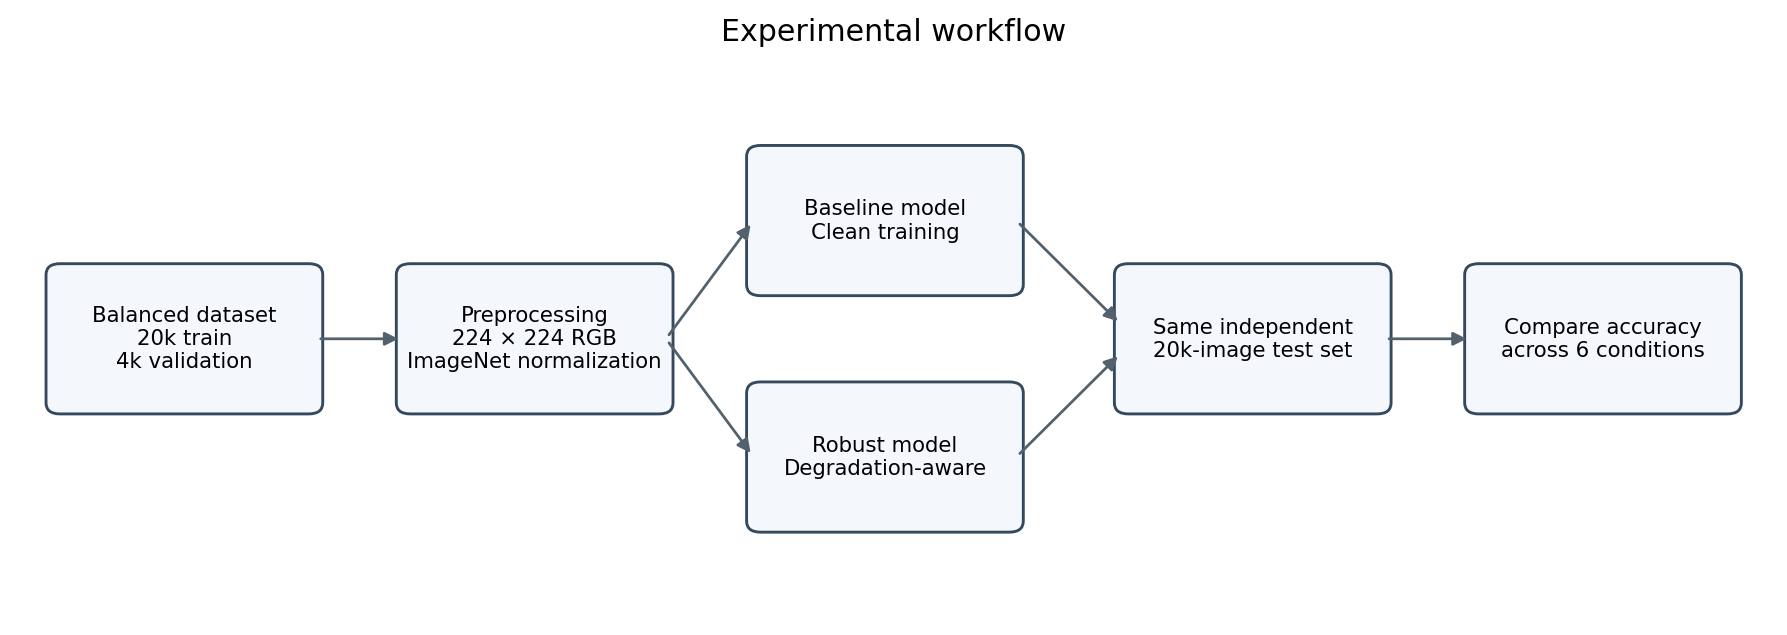 Experimental workflow
Balanced dataset
20k train
4k validation
Preprocessing
224 × 224 RGB
ImageNet normalization
Baseline model
Clean training
Robust model
Degradation-aware
Same independent
20k-image test set
Compare accuracy
across 6 conditions